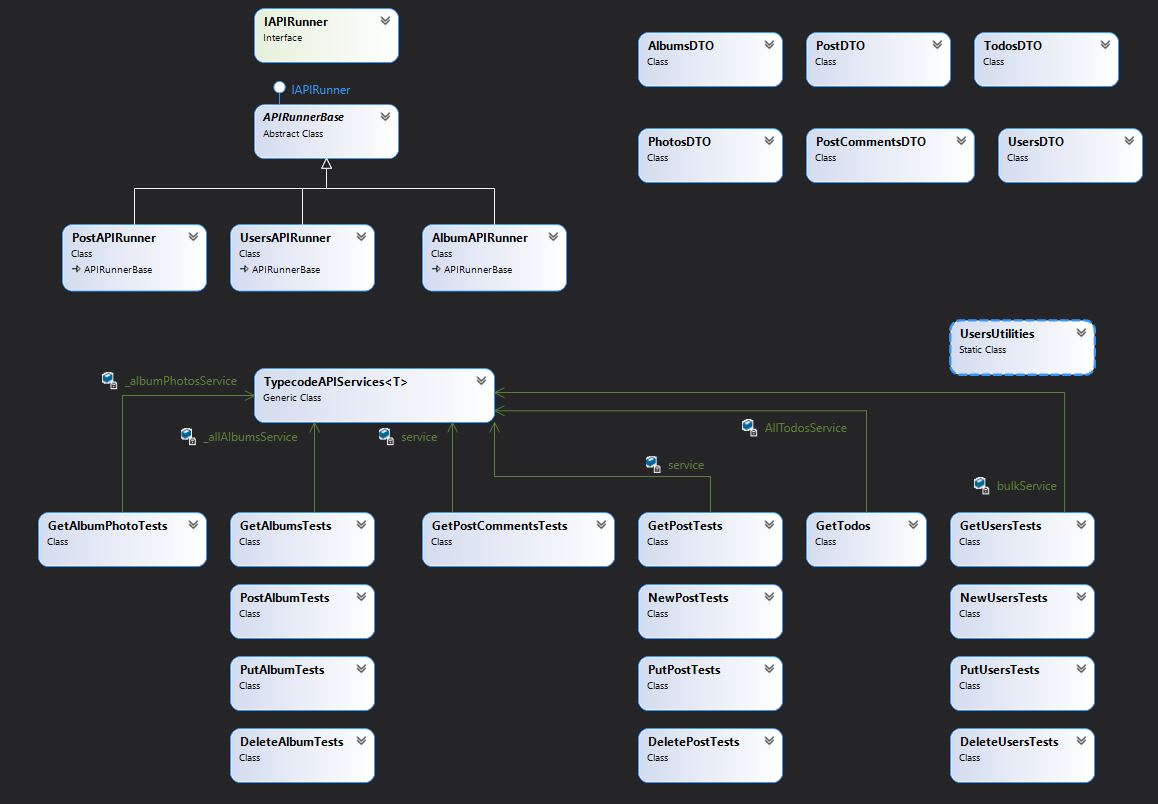 IAPIRunner
Interface
IAPIRunner
APIRunnerBase
Abstract Class
PostAPIRunner
Class
APIRunnerBase
UsersAPIRunner
Class
APIRunnerBase
AlbumAPIRunner
Class
APIRunnerBase
AlbumsDTO
Class
PostDTO
Class
TodosDTO
Class
PhotosDTO
Class
PostCommentsDTO
Class
UsersDTO
Class
UsersUtilities
Static Class
TypecodeAPIServices<T>
Generic Class
_albumPhotosService
_allAlbumsService
service
service
AllTodosService
bulkService
GetAlbumPhotoTests
Class
GetAlbumsTests
Class
GetPostCommentsTests
Class
GetPostTests
Class
GetTodos
Class
GetUsersTests
Class
PostAlbumTests
Class
NewPostTests
Class
NewUsersTests
Class
PutAlbumTests
Class
PutPostTests
Class
PutUsersTests
Class
DeleteAlbumTests
Class
DeletePostTests
Class
DeleteUsersTests
Class